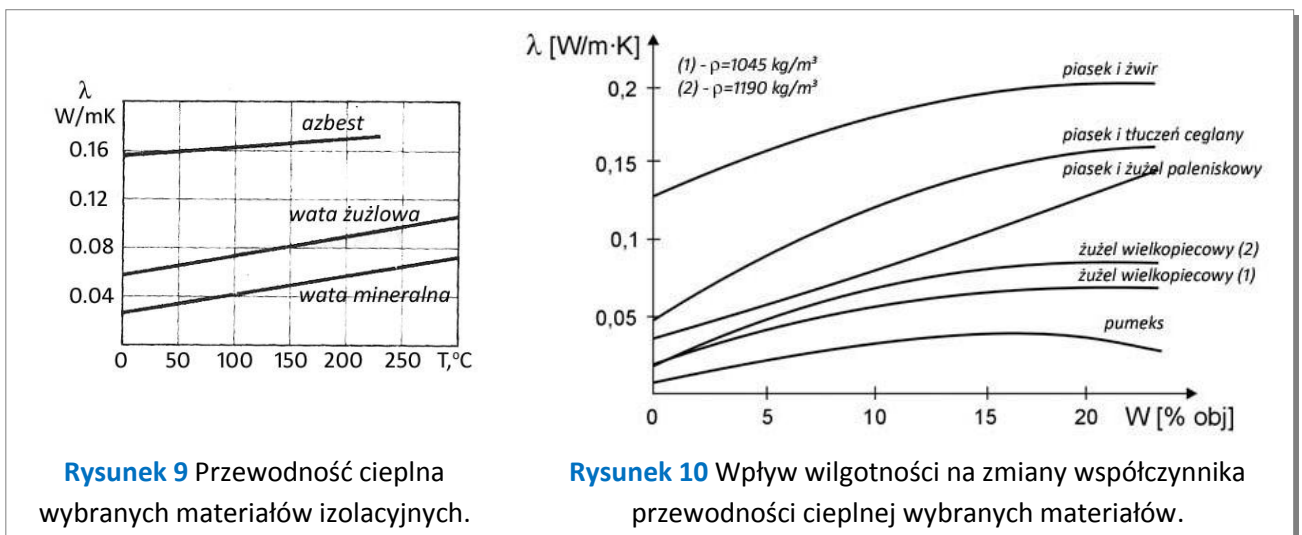 λ
W/mK
0.16
0.12
0.08
0.04
azbest
wata żużlowa
wata mineralna
0 50 100 150 200 250 T,°C
Rysunek 9 Przewodność cieplna
wybranych materiałów izolacyjnych.
λ [W/m·K]
(1) - ρ=1045 kg/m³
(2) - ρ=1190 kg/m³
0,2
0,15
0,1
0,05
piasek i żwir
piasek i tłuczeń ceglany
piasek i żużel paleniskowy
żużel wielkopiecowy (2)
żużel wielkopiecowy (1)
pumeks
0 5 10 15 20 W [% obj]
Rysunek 10 Wpływ wilgotności na zmiany współczynnika
przewodności cieplnej wybranych materiałów.